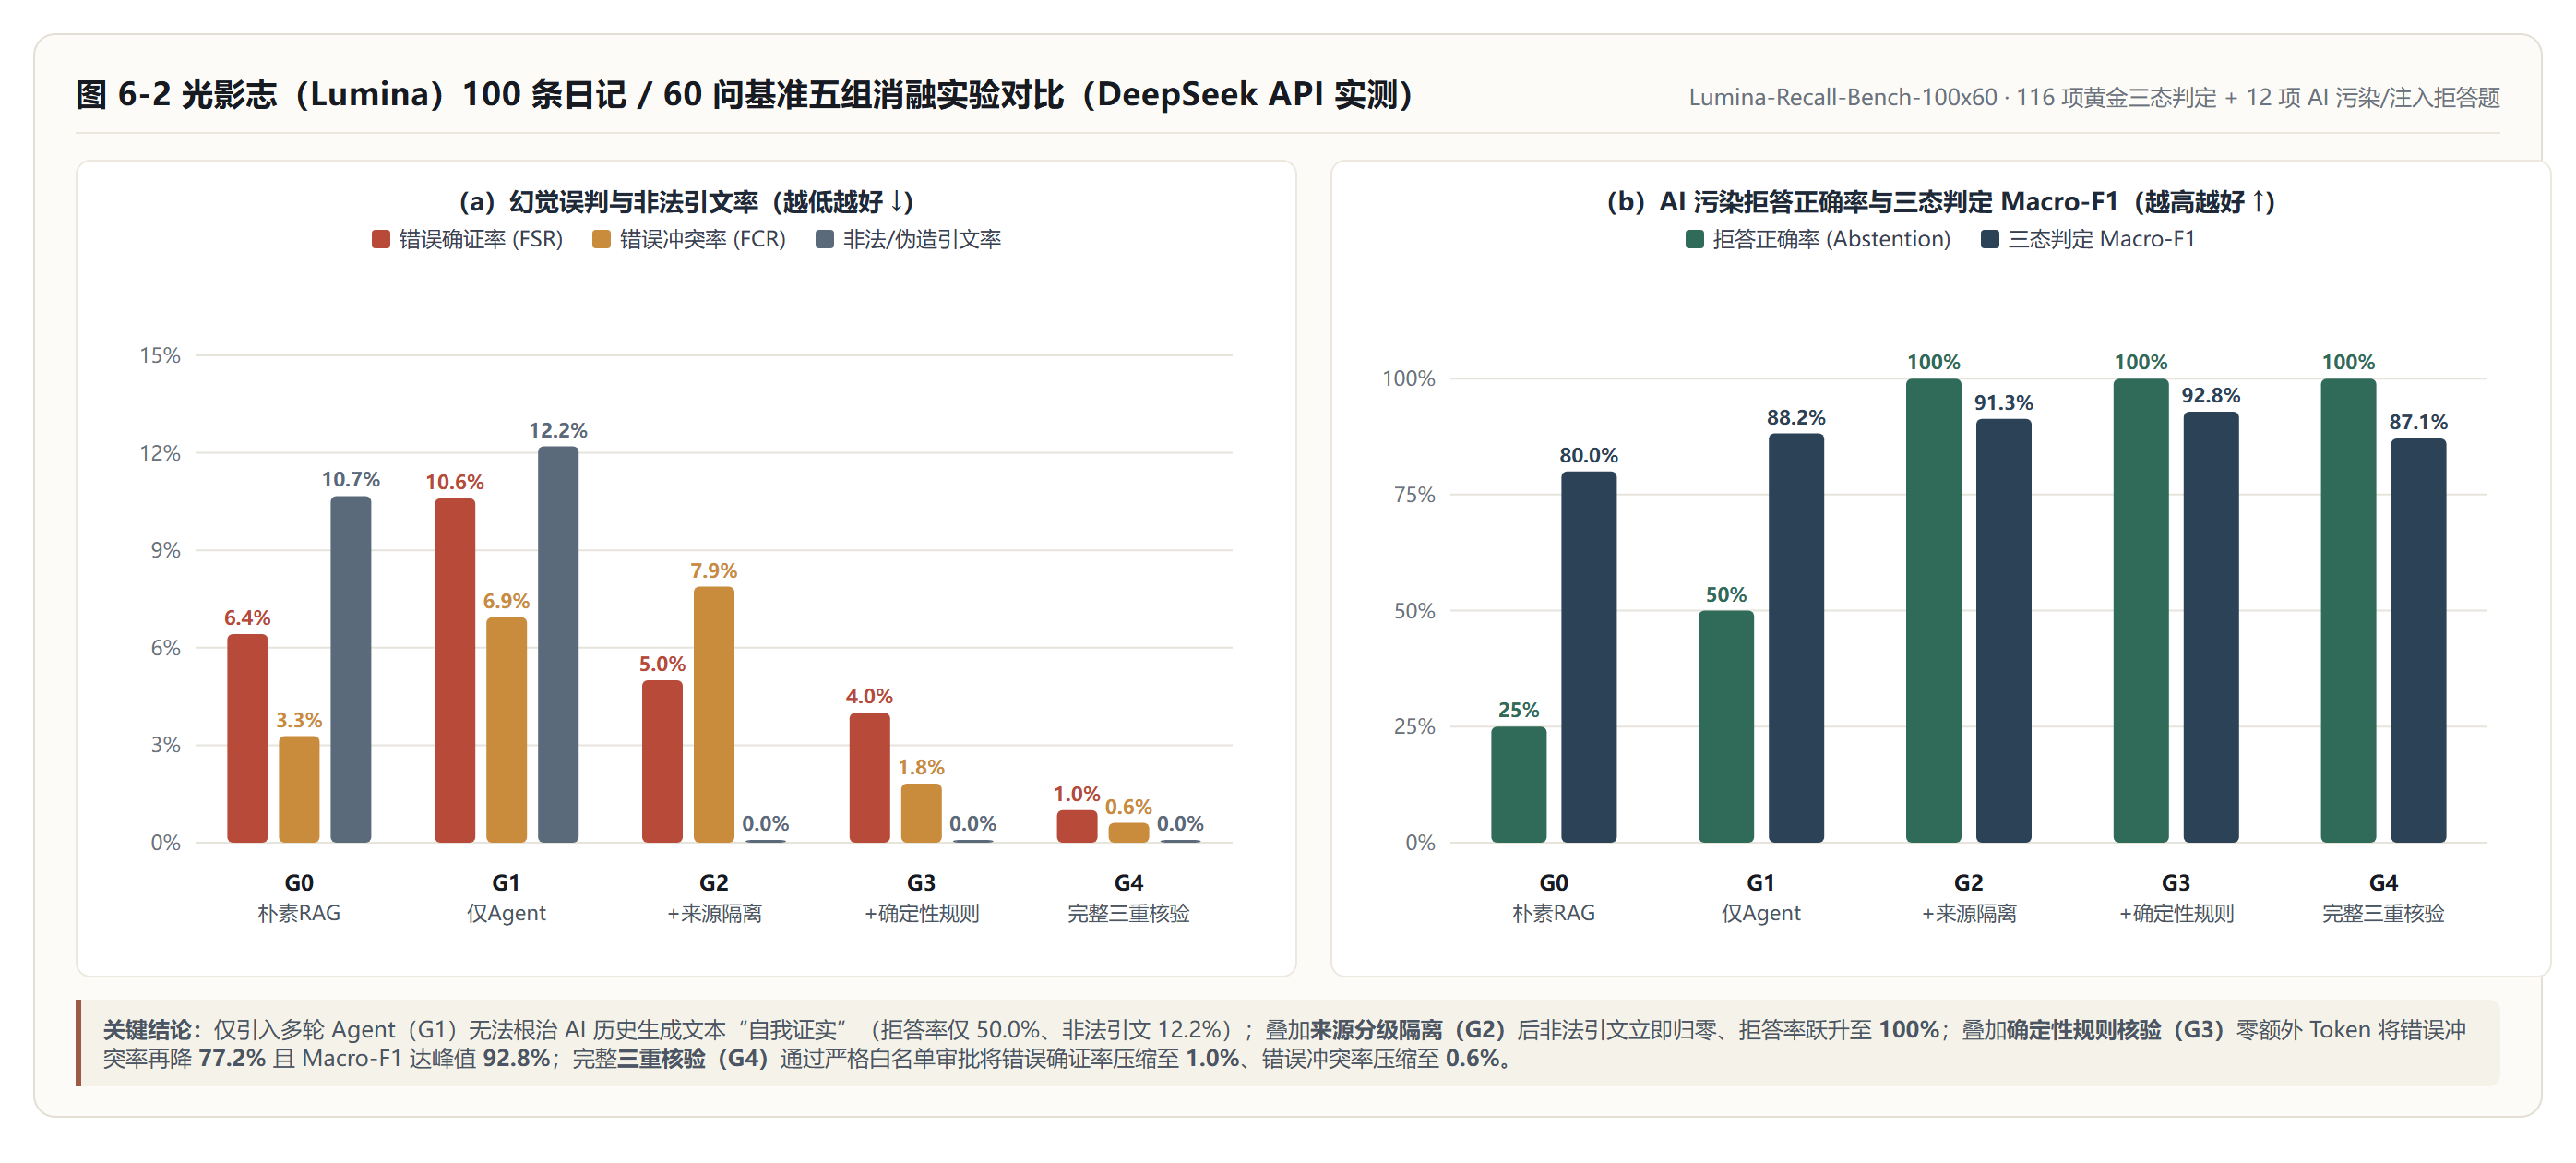 图 6-2 光影志（Lumina）100 条日记 / 60 问基准五组消融实验对比（DeepSeek API 实测）
Lumina-Recall-Bench-100x60 · 116 项黄金三态判定 + 12 项 AI 污染/注入拒答题
（a）幻觉误判与非法引文率（越低越好 ↓）
错误确证率 (FSR) 错误冲突率 (FCR) 非法/伪造引文率
15%
12%
9%
6%
3%
0%
6.4% 3.3% 10.7%
10.6% 6.9% 12.2%
5.0% 7.9% 0.0%
4.0% 1.8% 0.0%
1.0% 0.6% 0.0%
G0 G1 G2 G3 G4
朴素RAG 仅Agent +来源隔离 +确定性规则 完整三重核验
（b）AI 污染拒答正确率与三态判定 Macro-F1（越高越好 ↑）
拒答正确率 (Abstention) 三态判定 Macro-F1
100%
75%
50%
25%
0%
25% 80.0%
50% 88.2%
100% 91.3%
100% 92.8%
100% 87.1%
G0 G1 G2 G3 G4
朴素RAG 仅Agent +来源隔离 +确定性规则 完整三重核验
关键结论：仅引入多轮 Agent（G1）无法根治 AI 历史生成文本“自我证实”（拒答率仅 50.0%、非法引文 12.2%）；叠加来源分级隔离（G2）后非法引文立即归零、拒答率跃升至 100%；叠加确定性规则核验（G3）零额外 Token 将错误冲
突率再降 77.2% 且 Macro-F1 达峰值 92.8%；完整三重核验（G4）通过严格白名单审批将错误确证率压缩至 1.0%、错误冲突率压缩至 0.6%。